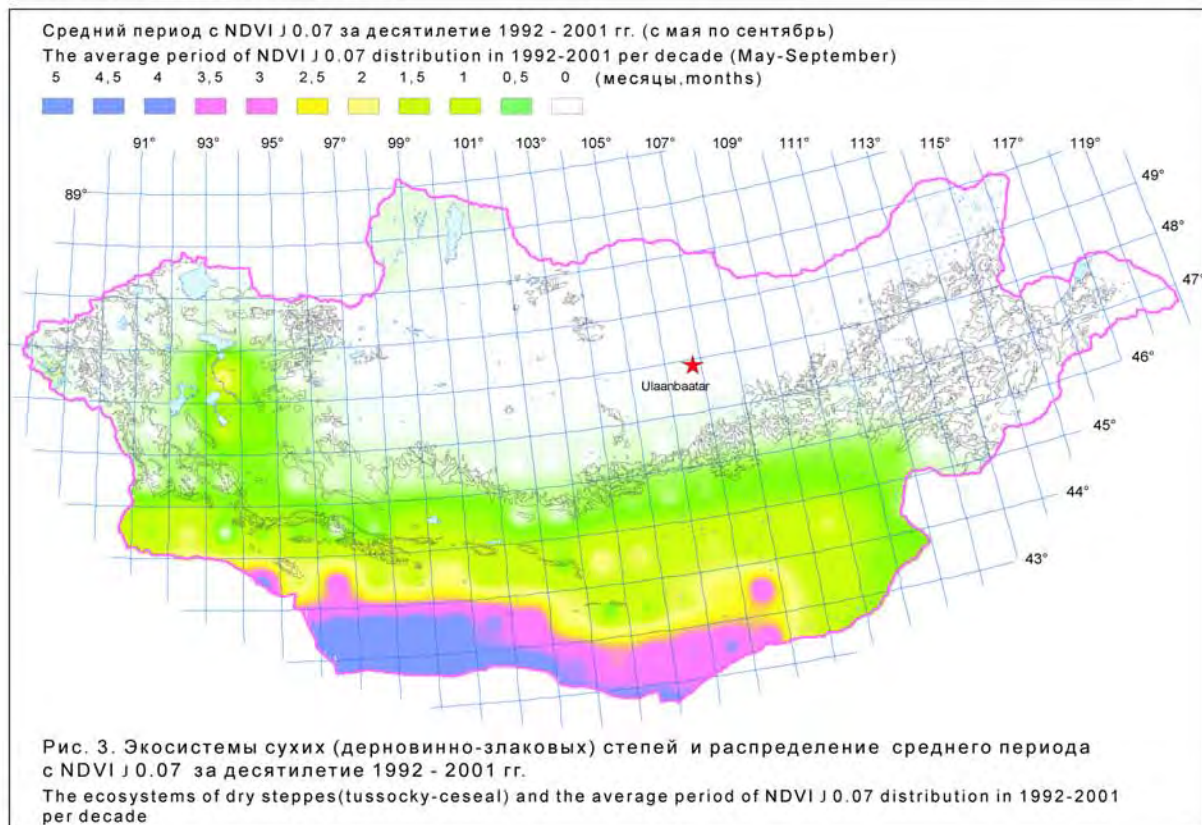 Средний период с NDVI J 0.07 за десятилетие 1992 - 2001 гг. (с мая по сентябрь)
The average period of NDVI J 0.07 distribution in 1992-2001 per decade (May-September)
5 4,5 4 3,5 3 2,5 2 1,5 1 0,5 0 (месяцы,months)
91° 93° 95° 97° 99° 101° 103° 105° 107° 109° 111° 113° 115° 117° 119°
89°
49°
48°
47°
46°
Ulaanbaatar
45°
44°
43°
Рис. 3. Экосистемы сухих (дерновинно-злаковых) степей и распределение среднего периода
с NDVI J 0.07 за десятилетие 1992 - 2001 гг.
The ecosystems of dry steppes(tussocky-ceseal) and the average period of NDVI J 0.07 distribution in 1992-2001
per decade